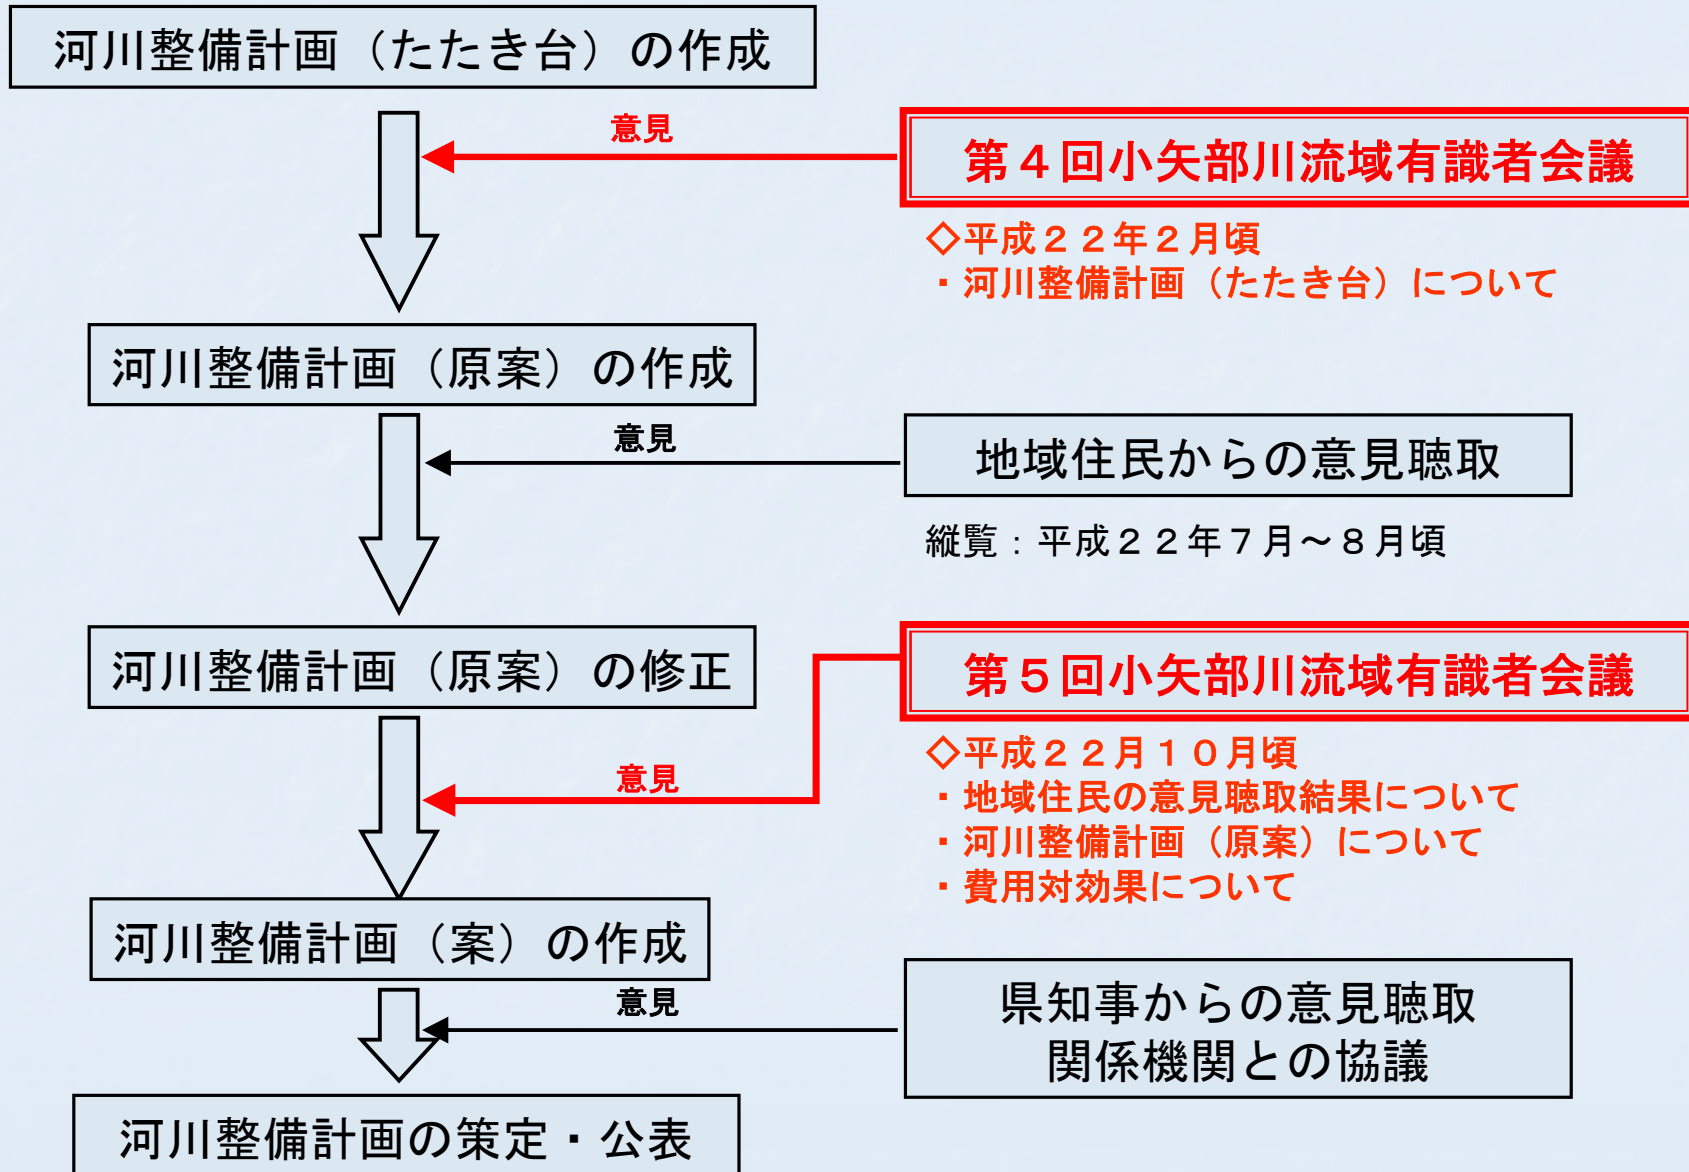 河川整備計画（たたき台）の作成
意見
第４回小矢部川流域有識者会議
◇平成２２年２月頃
・河川整備計画（たたき台）について
河川整備計画（原案）の作成
意見
地域住民からの意見聴取
縦覧：平成２２年７月～８月頃
河川整備計画（原案）の修正
第５回小矢部川流域有識者会議
意見
◇平成２２月１０月頃
・地域住民の意見聴取結果について
・河川整備計画（原案）について
・費用対効果について
河川整備計画（案）の作成
意見
県知事からの意見聴取
関係機関との協議
河川整備計画の策定・公表